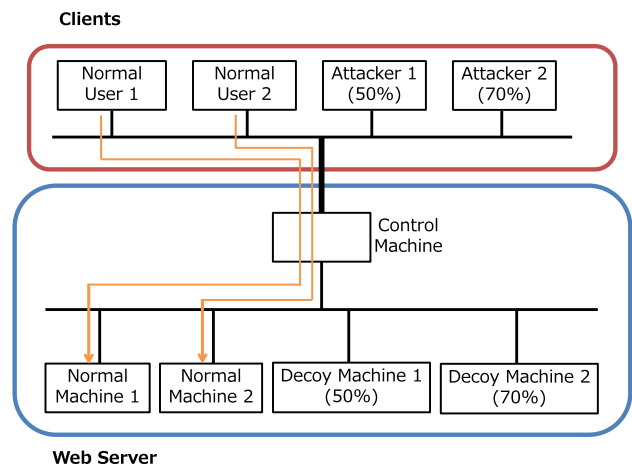 Clients
Normal
User 1
Normal
User 2
Attacker 1
(50%)
Attacker 2
(70%)
Control
Machine
Normal
Machine 1
Normal
Machine 2
Decoy Machine 1
(50%)
Decoy Machine 2
(70%)
Web Server